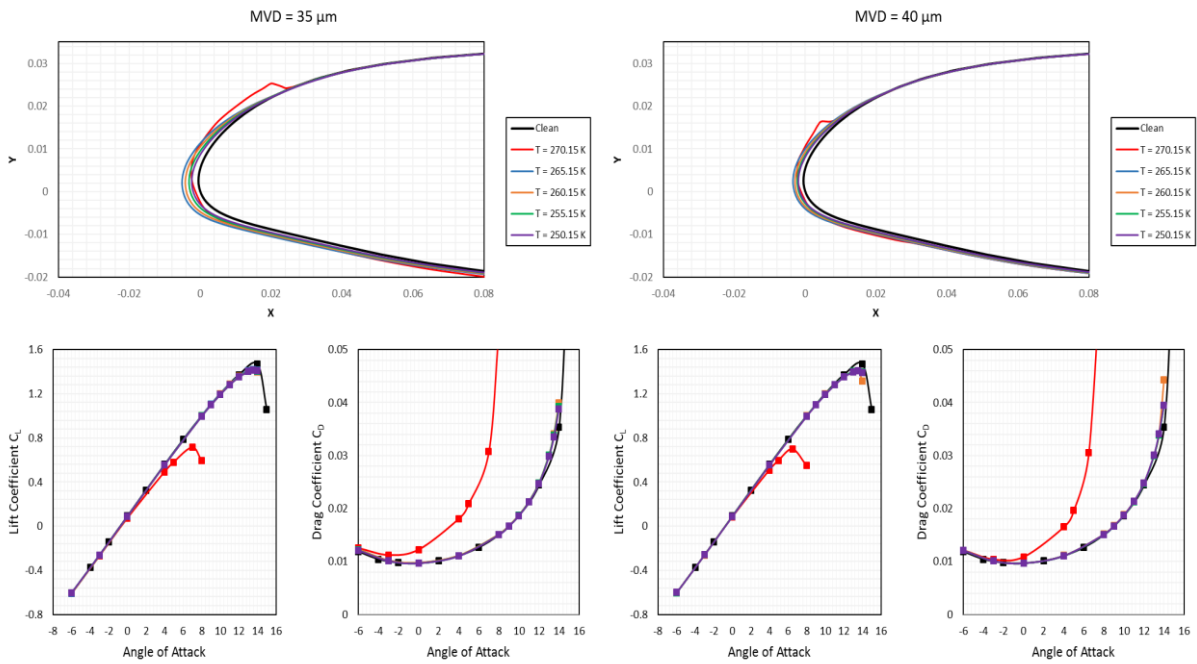 MVD = 35 µm
0.03
0.02
0.01
0
-0.01
-0.02
Y
-0.04
-0.02
0
0.02
0.04
0.06
0.08
X
Clean
T = 270.15 K
T = 265.15 K
T = 260.15 K
T = 255.15 K
T = 250.15 K
MVD = 40 µm
0.03
0.02
0.01
0
-0.01
-0.02
Y
-0.04
-0.02
0
0.02
0.04
0.06
0.08
X
Clean
T = 270.15 K
T = 265.15 K
T = 260.15 K
T = 255.15 K
T = 250.15 K
1.6
1.2
0.8
0.4
0
-0.4
-0.8
Lift Coefficient C_L
-8 -6 -4 -2 0 2 4 6 8 10 12 14 16
Angle of Attack
0.05
0.04
0.03
0.02
0.01
0
Drag Coefficient C_D
-6 -4 -2 0 2 4 6 8 10 12 14 16
Angle of Attack
1.6
1.2
0.8
0.4
0
-0.4
-0.8
Lift Coefficient C_L
-8 -6 -4 -2 0 2 4 6 8 10 12 14 16
Angle of Attack
0.05
0.04
0.03
0.02
0.01
0
Drag Coefficient C_D
-6 -4 -2 0 2 4 6 8 10 12 14 16
Angle of Attack